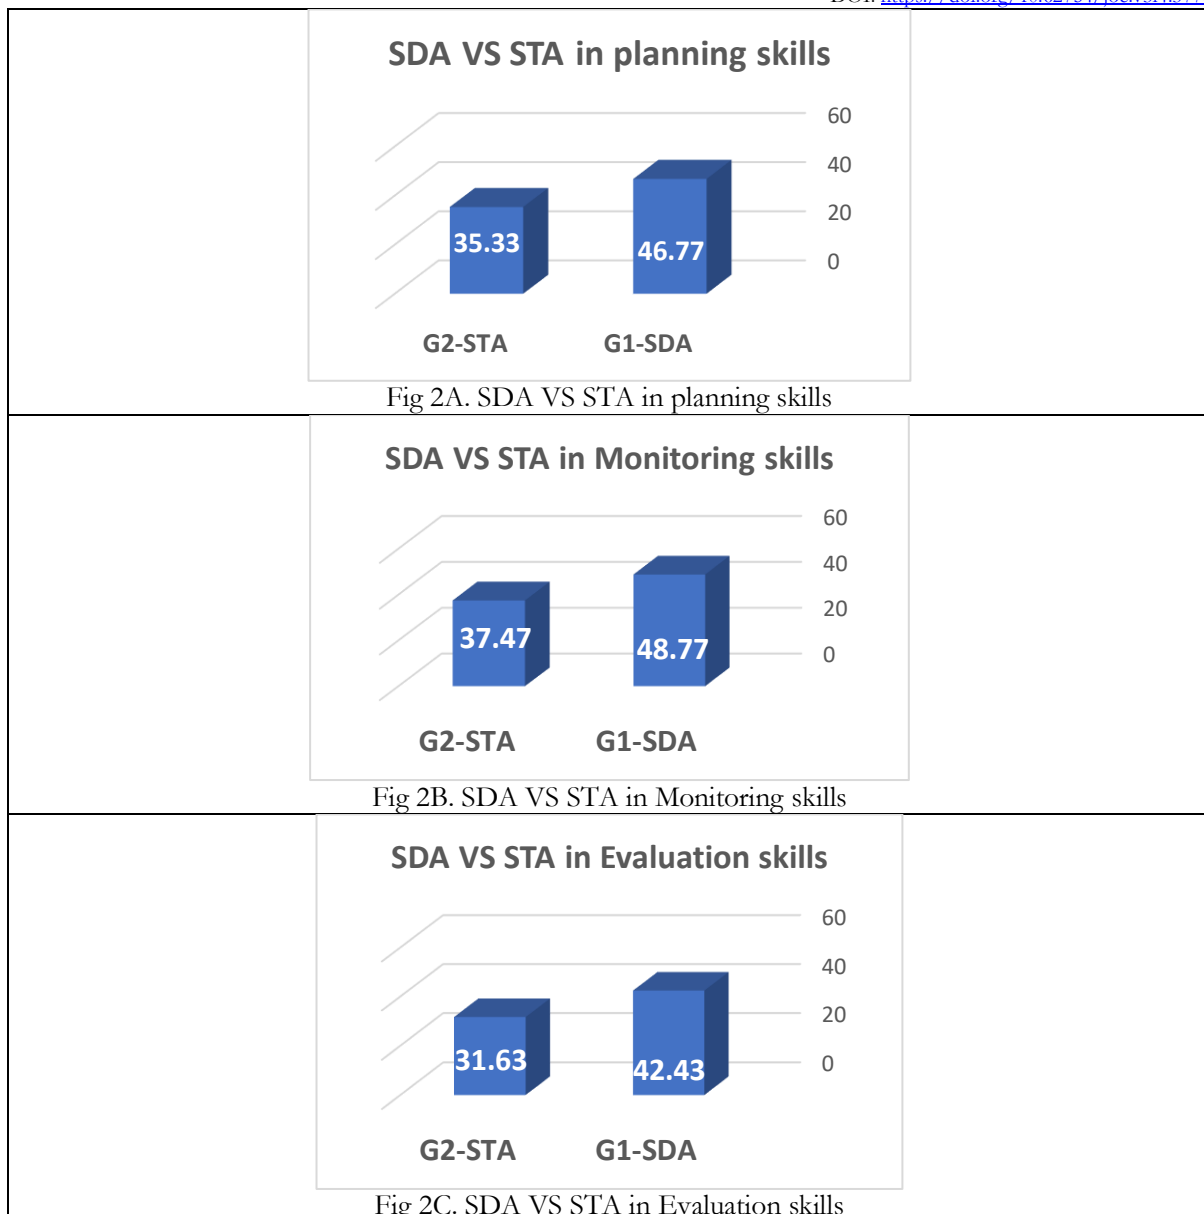 SDA VS STA in planning skills
60
40
20
0
35.33
46.77
G2-STA
G1-SDA
Fig 2A. SDA VS STA in planning skills
SDA VS STA in Monitoring skills
60
40
20
0
37.47
48.77
G2-STA
G1-SDA
Fig 2B. SDA VS STA in Monitoring skills
SDA VS STA in Evaluation skills
60
40
20
0
31.63
42.43
G2-STA
G1-SDA
Fig 2C. SDA VS STA in Evaluation skills